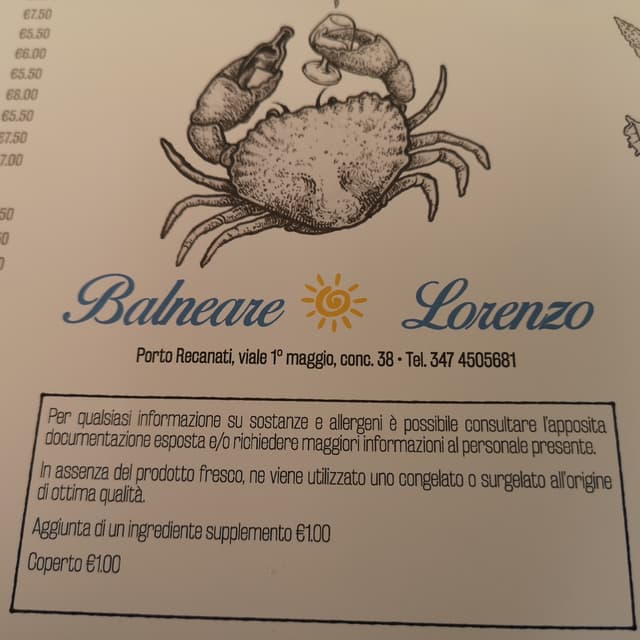 €7.50
€5.50
€6.00
€5.50
€8.00
€5.50
€7.50
7.00
50
Balneare Lorenzo
Porto Recanati, viale 1° maggio, conc. 38 • Tel. 347 4505681
Per qualsiasi informazione su sostanze e allergeni è possibile consultare l'apposita
documentazione esposta e/o richiedere maggiori informazioni al personale presente.
In assenza del prodotto fresco, ne viene utilizzato uno congelato o surgelato all'origine
di ottima qualità.
Aggiunta di un ingrediente supplemento €1.00
Coperto €1.00